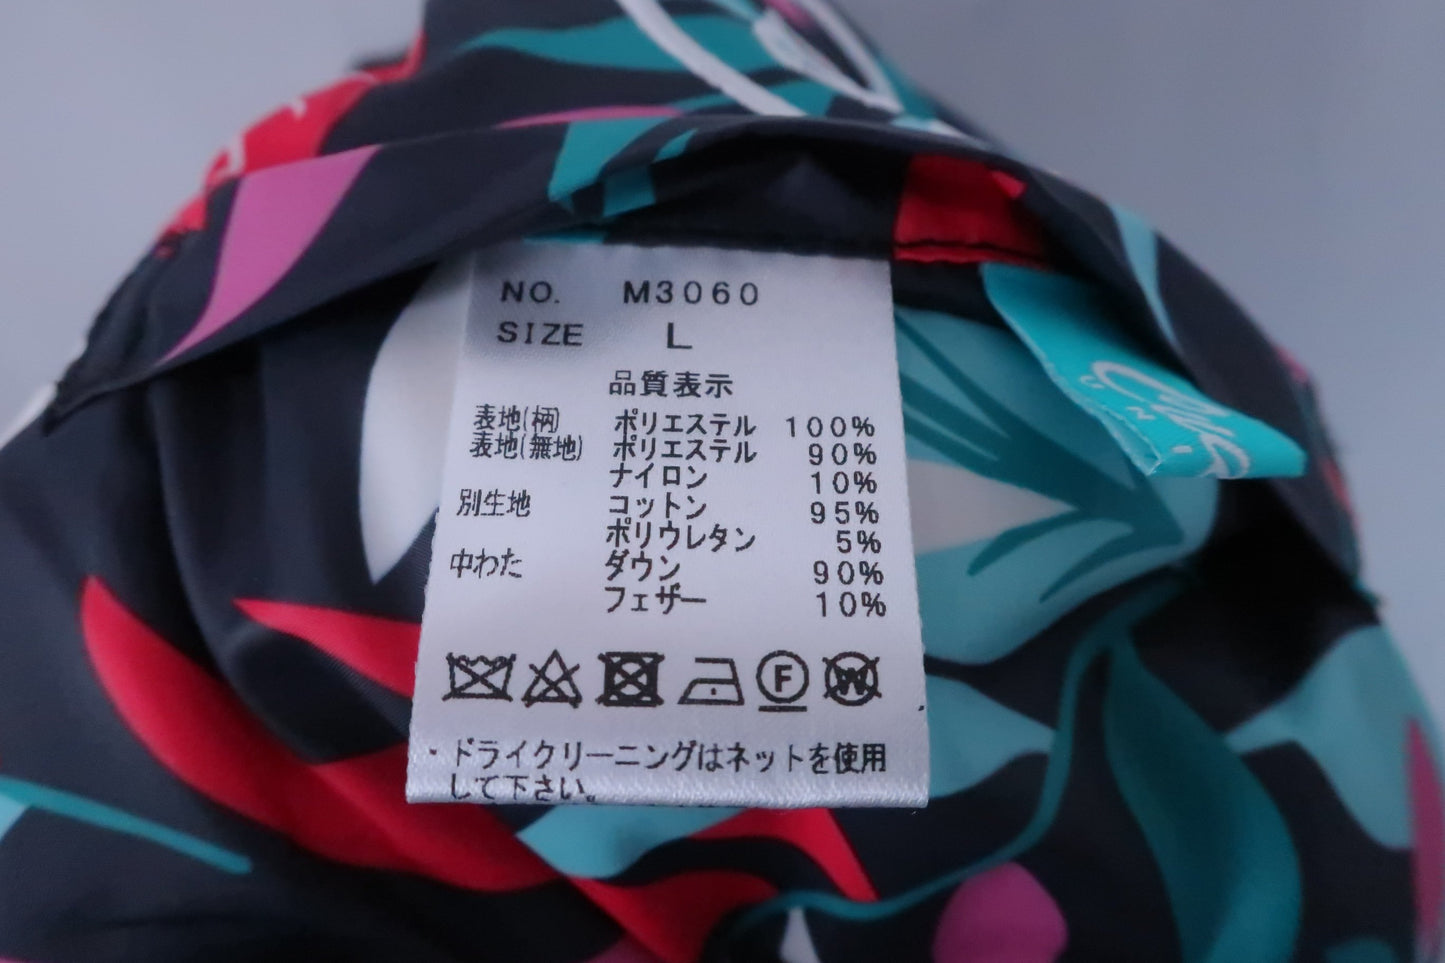 NO. M3060
SIZE L
品質表示
表地(柄) ポリエステル 100%
表地(無地) ポリエステル 90%
ナイロン 10%
別生地 コットン 95%
ポリウレタン 5%
中わた ダウン 90%
フェザー 10%
F W
・ドライクリーニングはネットを使用
して下さい。